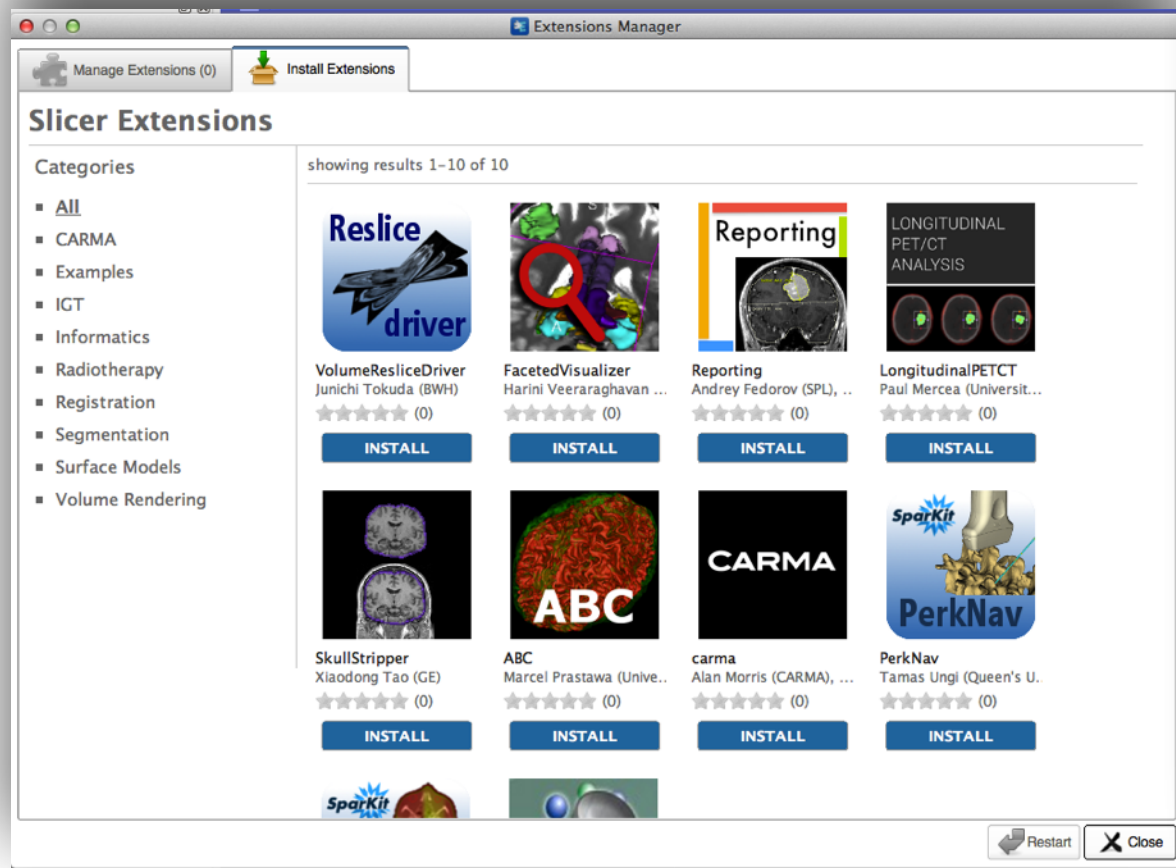 Extensions Manager
Manage Extensions (0)
Install Extensions
Slicer Extensions
Categories
All
CARMA
Examples
IGT
Informatics
Radiotherapy
Registration
Segmentation
Surface Models
Volume Rendering
showing results 1–10 of 10
Reslice
driver
VolumeResliceDriver
Junichi Tokuda (BWH)
(0)
INSTALL
S
A
FacetedVisualizer
Harini Veeraraghavan ...
(0)
INSTALL
Reporting
Reporting
Andrey Fedorov (SPL), ..
(0)
INSTALL
LONGITUDINAL
PET/CT
ANALYSIS
LongitudinalPETCT
Paul Mercea (Universit...
(0)
INSTALL
SkullStripper
Xiaodong Tao (GE)
(0)
INSTALL
ABC
ABC
Marcel Prastawa (Unive..
(0)
INSTALL
CARMA
carma
Alan Morris (CARMA), ...
(0)
INSTALL
SparKit
PerkNav
PerkNav
Tamas Ungi (Queen's U..
(0)
INSTALL
SparKit
Restart
Close